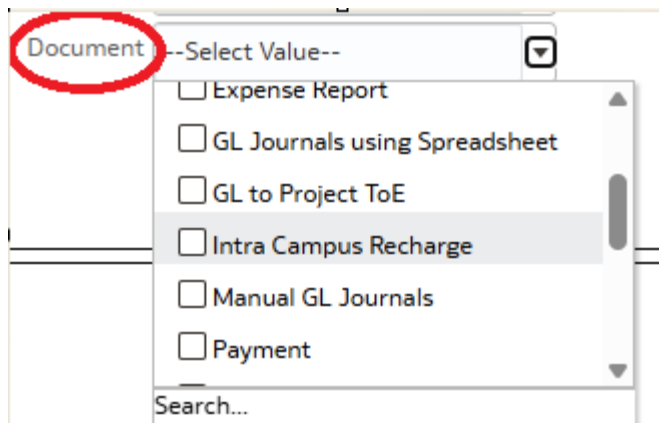 Document --Select Value--
Expense Report
GL Journals using Spreadsheet
GL to Project ToE
Intra Campus Recharge
Manual GL Journals
Payment
Search...